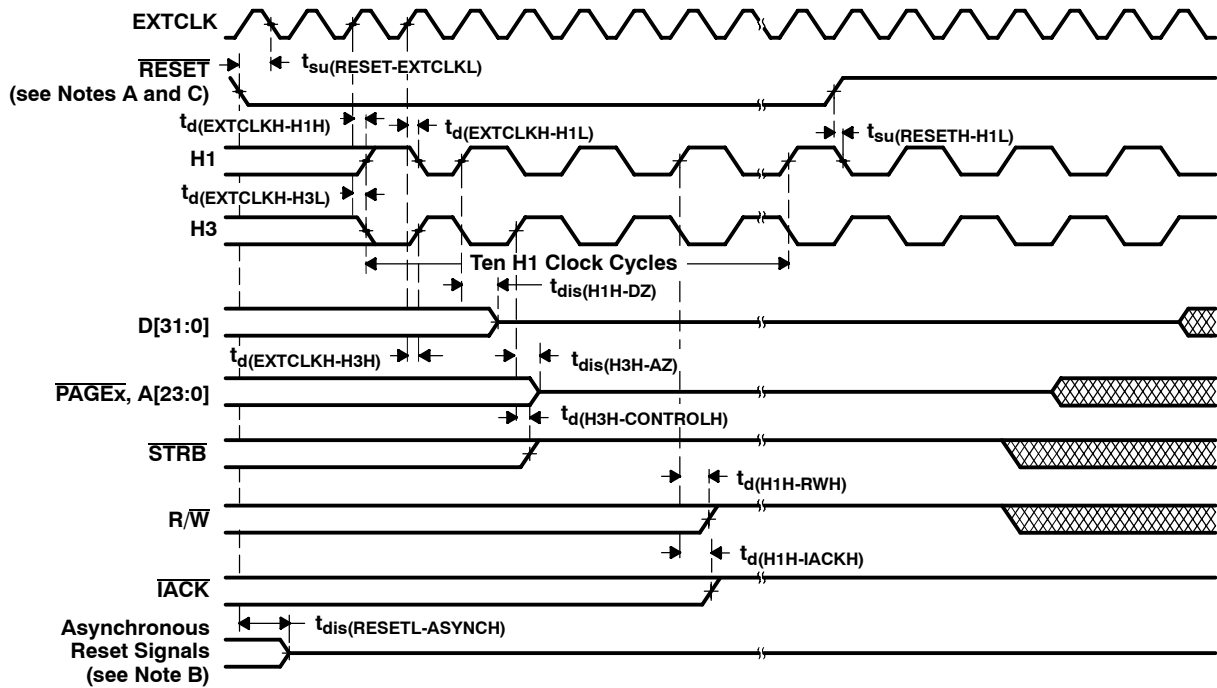 EXTCLK
tsu(RESET-EXTCLKL)
RESET
(see Notes A and C)
td(EXTCLKH-H1H)
td(EXTCLKH-H1L)
tsu(RESETH-H1L)
H1
td(EXTCLKH-H3L)
H3
Ten H1 Clock Cycles
tdis(H1H-DZ)
D[31:0]
td(EXTCLKH-H3H)
tdis(H3H-AZ)
PAGEx, A[23:0]
td(H3H-CONTROLH)
STRB
td(H1H-RWH)
R/W
td(H1H-IACKH)
IACK
tdis(RESETL-ASYNCH)
Asynchronous
Reset Signals
(see Note B)